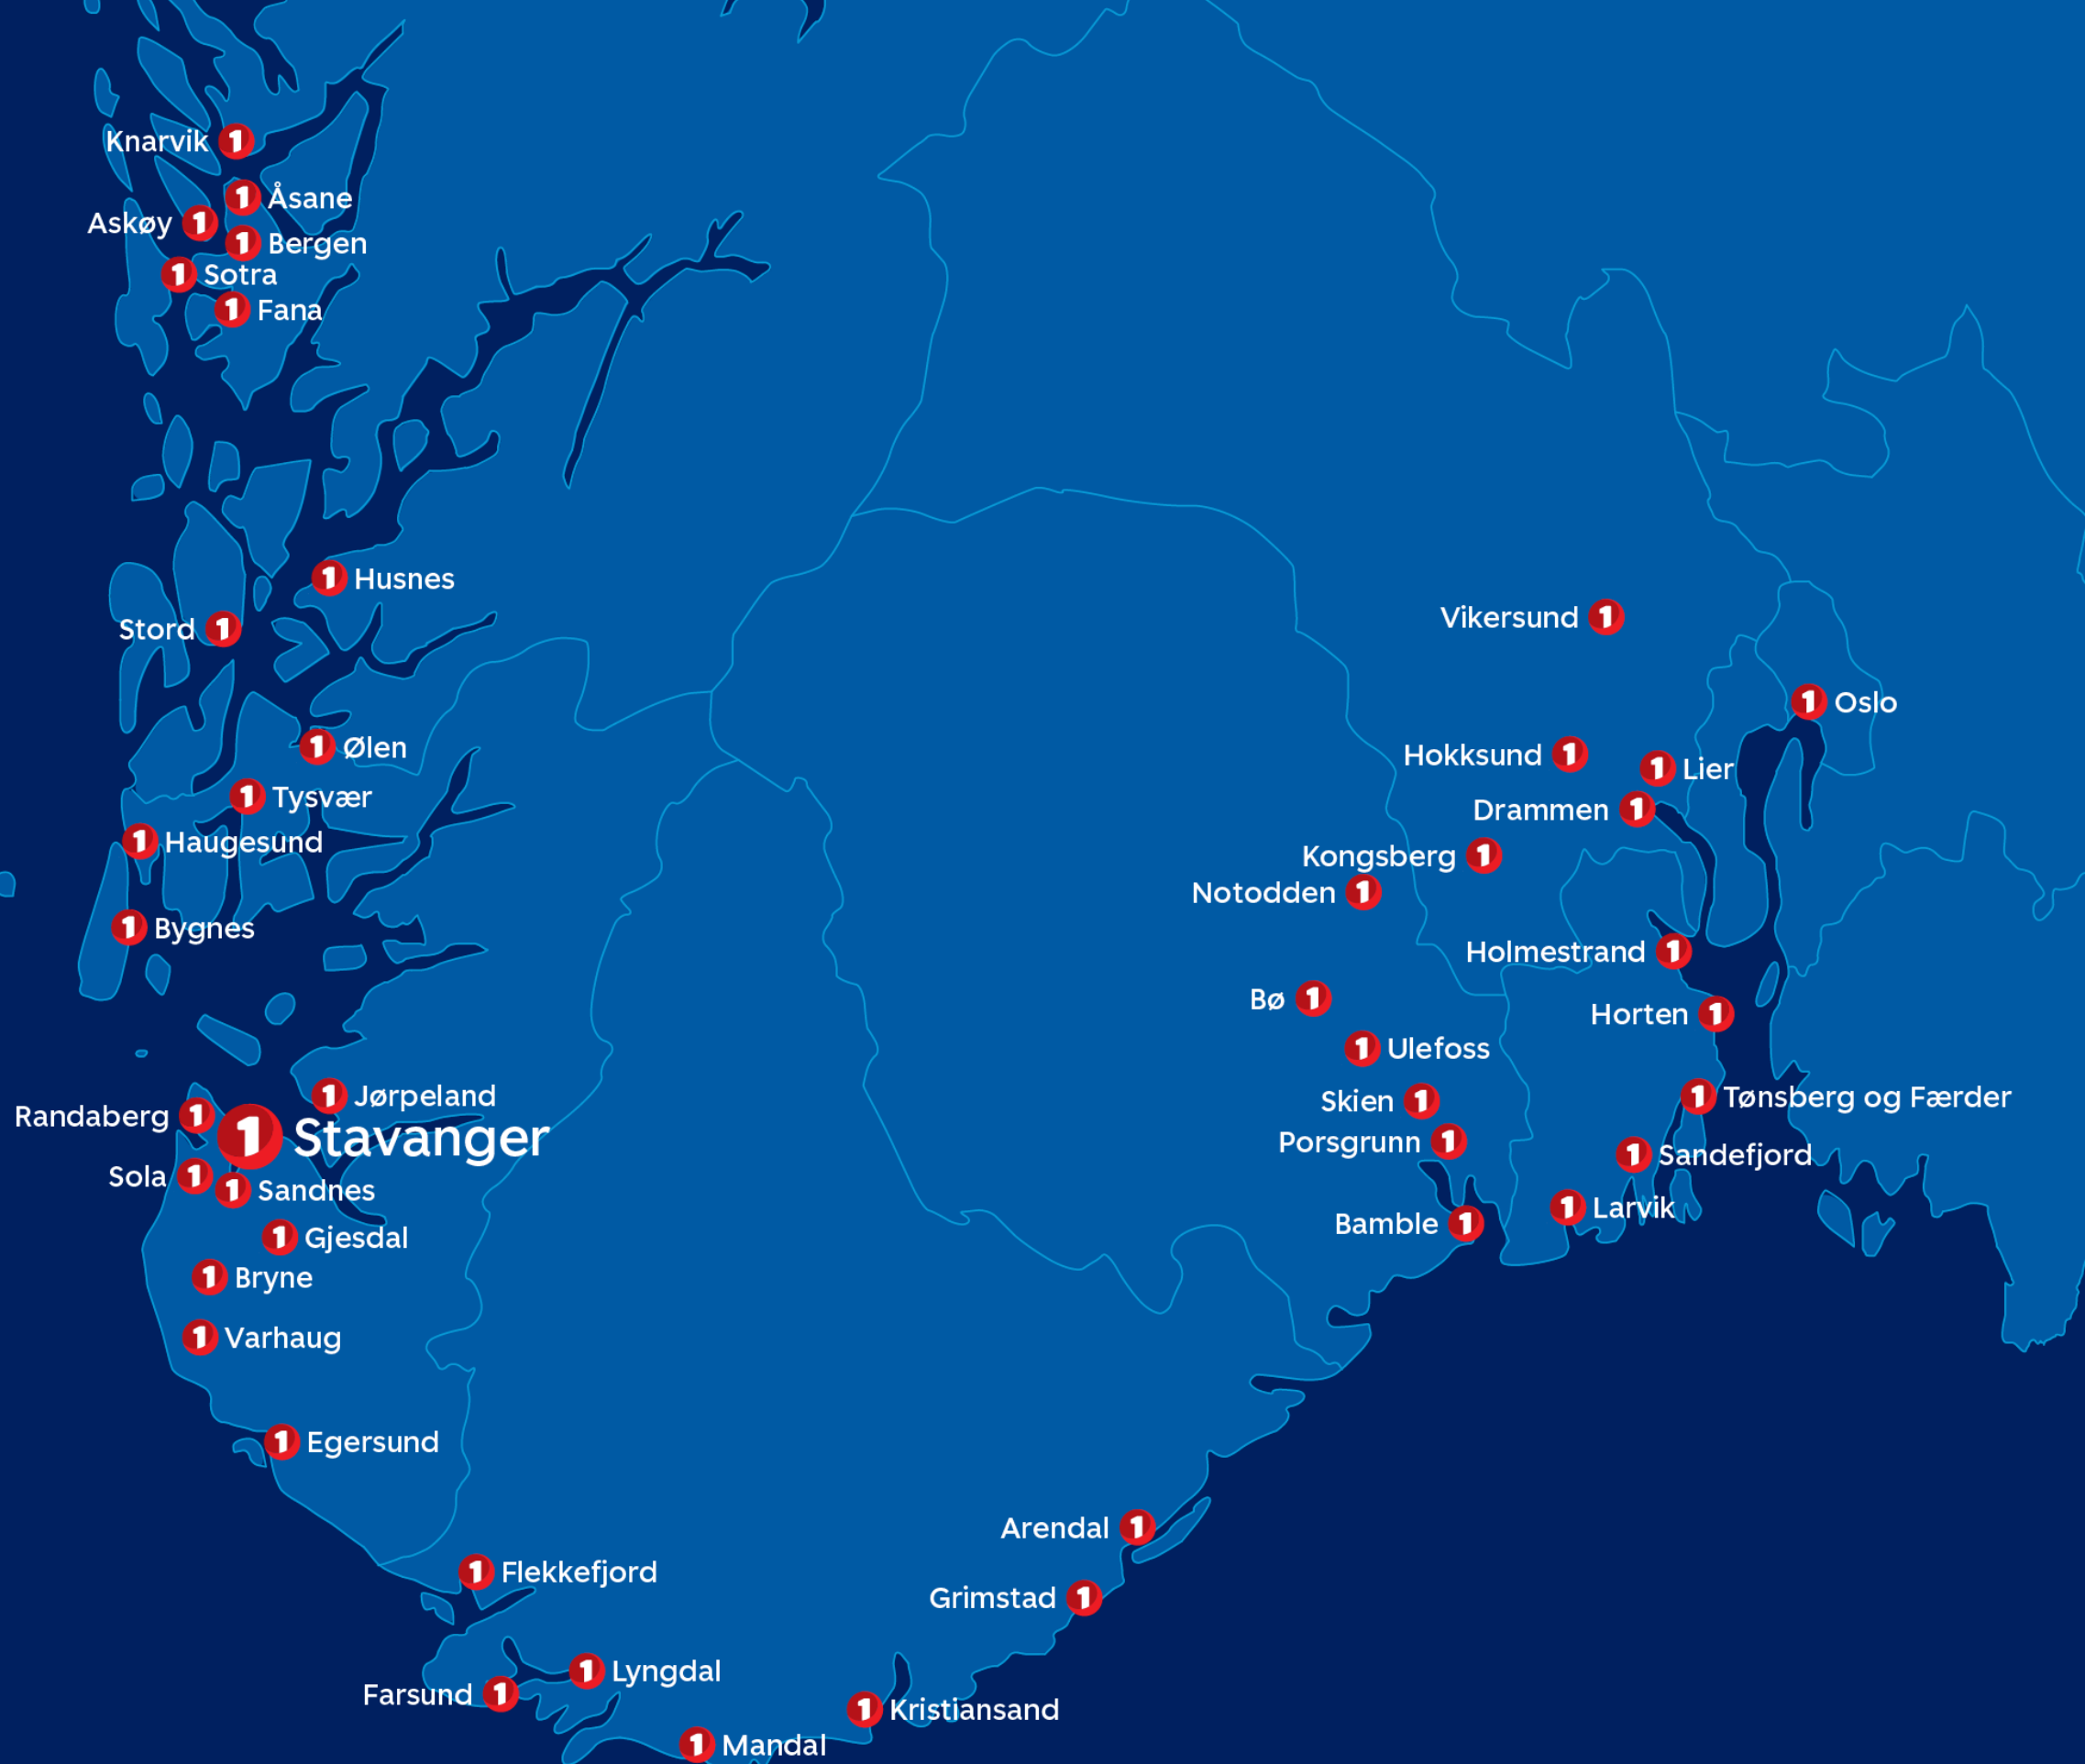 Knarvik
Åsane
Askøy
Bergen
Sotra
Fana
Husnes
Vikersund
Stord
Oslo
Ølen
Hokksund
Lier
Tysvær
Drammen
Haugesund
Kongsberg
Notodden
Bygnes
Holmestrand
Bø
Horten
Ulefoss
Jørpeland
Tønsberg og Færder
Skien
Randaberg
Stavanger
Porsgrunn
Sandefjord
Sola
Sandnes
Larvik
Bamble
Gjesdal
Bryne
Varhaug
Egersund
Arendal
Flekkefjord
Grimstad
Lyngdal
Farsund
Kristiansand
Mandal